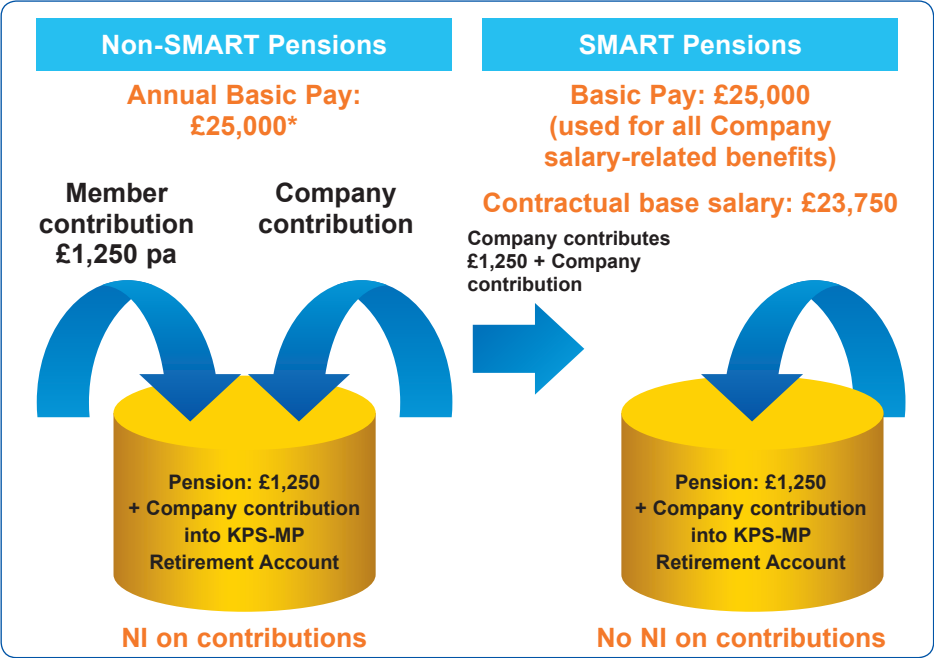 Non-SMART Pensions
Annual Basic Pay:
£25,000*
Member
contribution
£1,250 pa
Company
contribution
Pension: £1,250
+ Company contribution
into KPS-MP
Retirement Account
NI on contributions
SMART Pensions
Basic Pay: £25,000
(used for all Company
salary-related benefits)
Contractual base salary: £23,750
Company contributes
£1,250 + Company
contribution
Pension: £1,250
+ Company contribution
into KPS-MP
Retirement Account
No NI on contributions